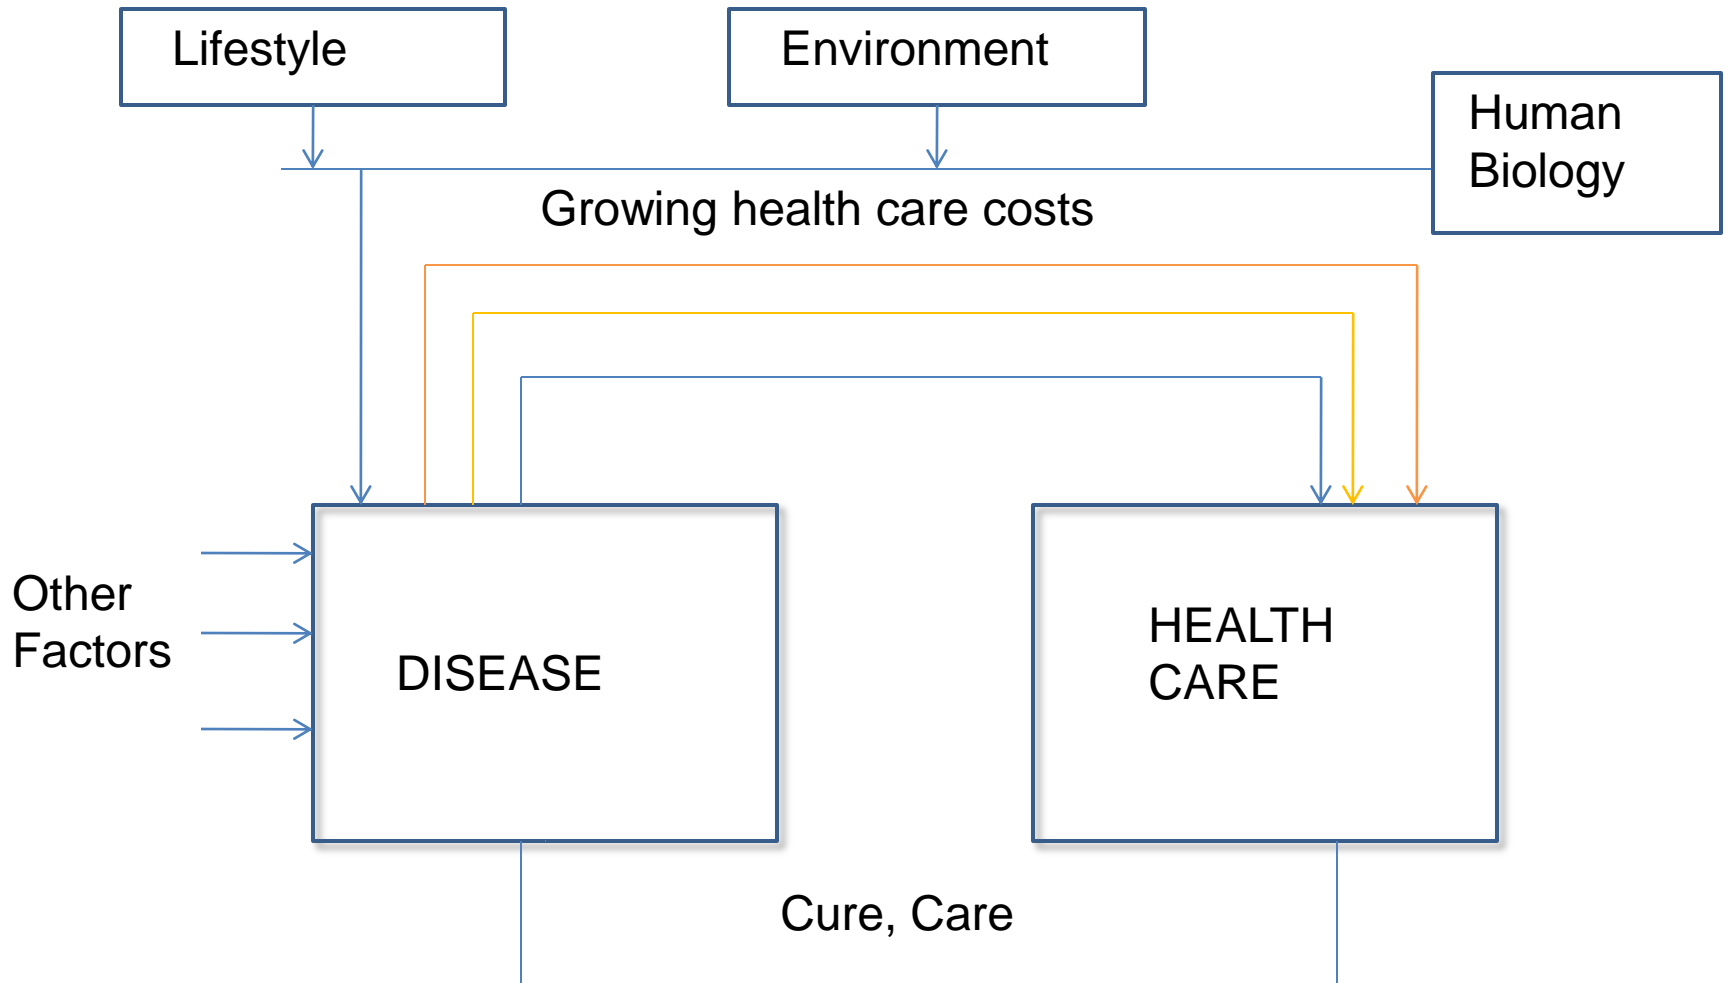 Lifestyle
Environment
Human
Biology
Growing health care costs
Other
Factors
DISEASE
HEALTH
CARE
Cure, Care